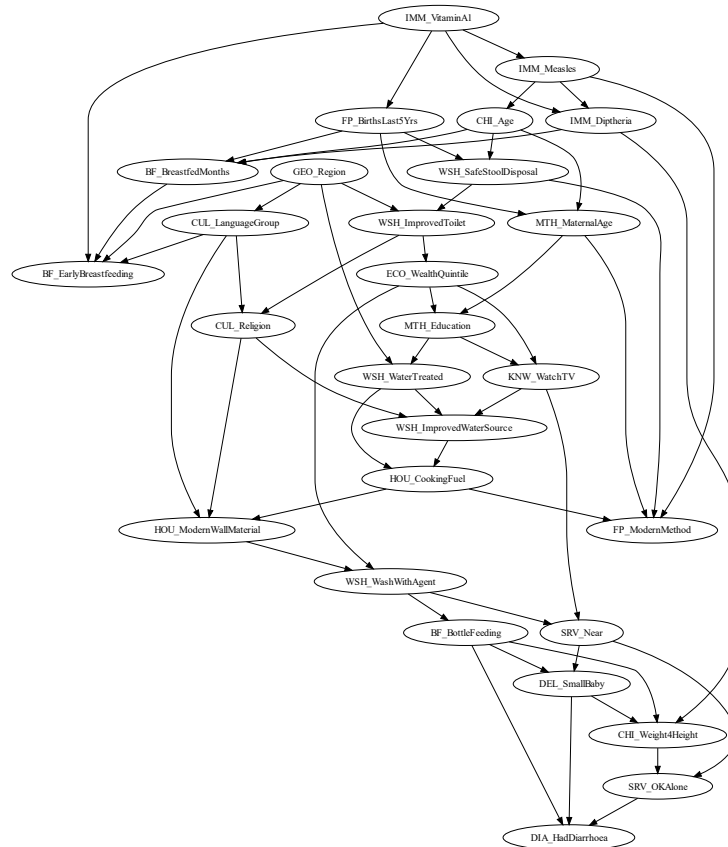 IMM_VitaminA1
IMM_Measles
FP_BirthsLast5Yrs
CHI_Age
IMM_Diptheria
BF_BreastfedMonths
GEO_Region
WSH_SafeStoolDisposal
CUL_LanguageGroup
WSH_ImprovedToilet
MTH_MaternalAge
BF_EarlyBreastfeeding
ECO_WealthQuintile
CUL_Religion
MTH_Education
WSH_WaterTreated
KNW_WatchTV
WSH_ImprovedWaterSource
HOU_CookingFuel
HOU_ModernWallMaterial
FP_ModernMethod
WSH_WashWithAgent
BF_BottleFeeding
SRV_Near
DEL_SmallBaby
CHI_Weight4Height
SRV_OKAlone
DIA_HadDiarrhoea